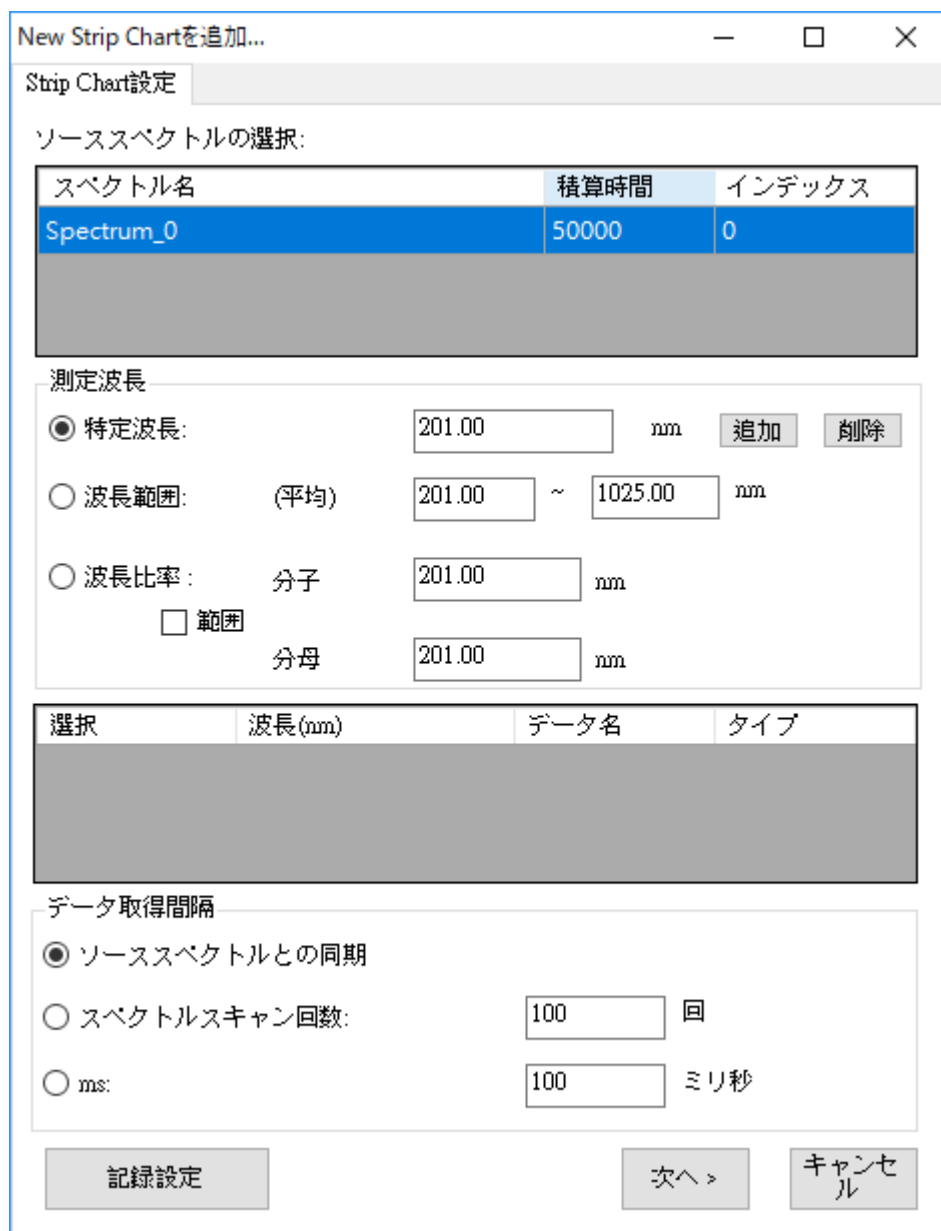 New Strip Chartを追加...
Strip Chart設定
ソーススペクトルの選択:
スペクトル名 積算時間 インデックス
Spectrum_0 50000 0
測定波長
特定波長: 201.00 nm 追加 削除
波長範囲: (平均) 201.00 ~ 1025.00 nm
波長比率 : 分子 201.00 nm
範囲
分母 201.00 nm
選択 波長(nm) データ名 タイプ
データ取得間隔
ソーススペクトルとの同期
スペクトルスキャン回数: 100 回
ms: 100 ミリ秒
記録設定 次へ > キャンセ
ル